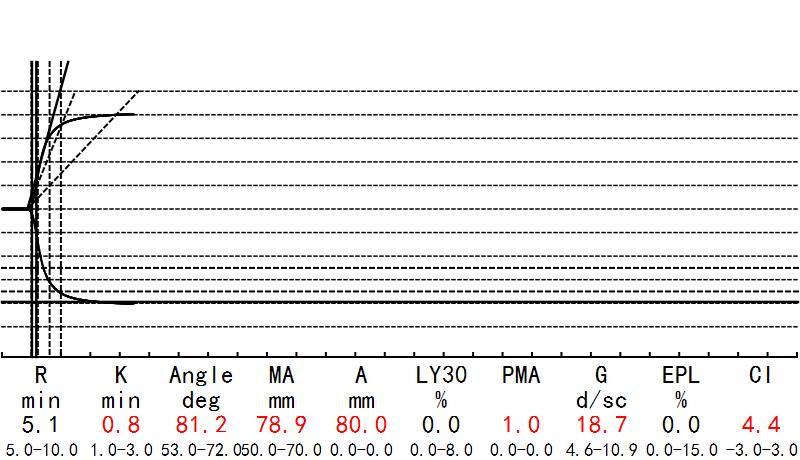 R K Angle MA A LY30 PMA G EPL CI
min min deg mm mm % d/sc %
5.1 0.8 81.2 78.9 80.0 0.0 1.0 18.7 0.0 4.4
5.0-10.0 1.0-3.0 53.0-72.0 50.0-70.0 0.0-0.0 0.0-8.0 0.0-0.0 4.6-10.9 0.0-15.0 -3.0-3.0